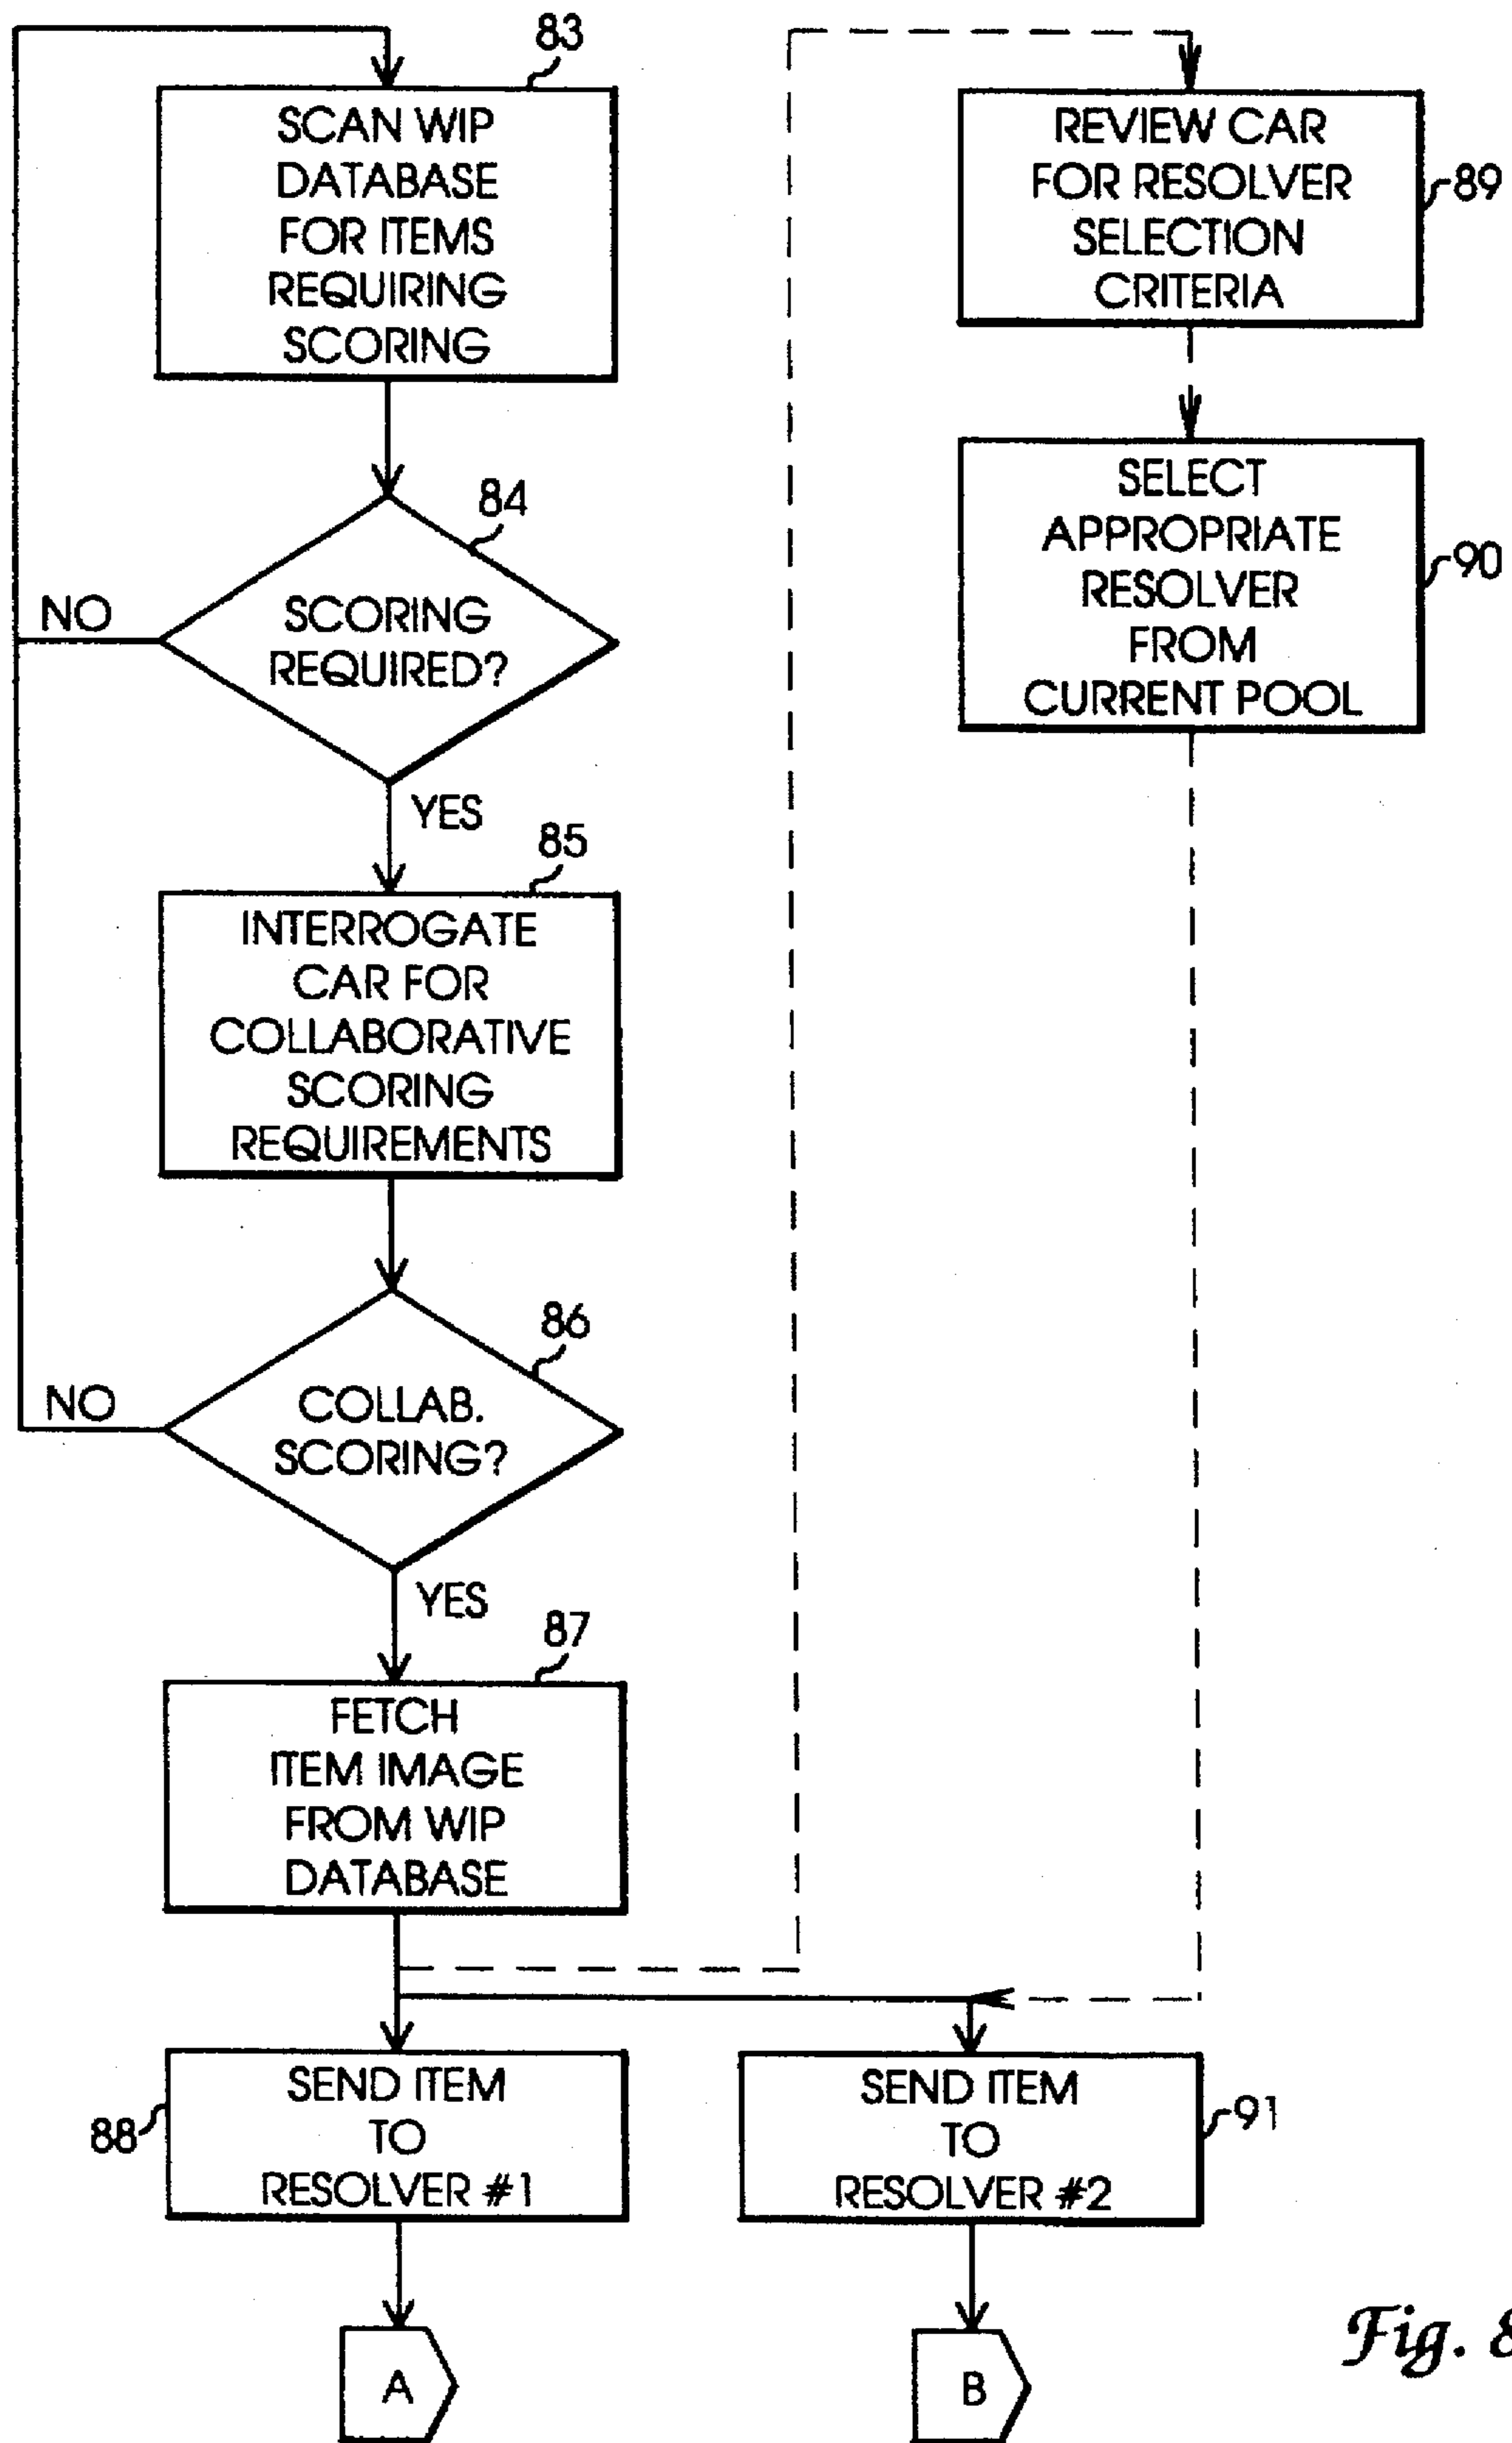 83
SCAN WIP
DATABASE
FOR ITEMS
REQUIRING
SCORING
84
SCORING
REQUIRED?
NO
YES
85
INTERROGATE
CAR FOR
COLLABORATIVE
SCORING
REQUIREMENTS
86
COLLAB.
SCORING?
NO
YES
87
FETCH
ITEM IMAGE
FROM WIP
DATABASE
88
SEND ITEM
TO
RESOLVER #1
A
REVIEW CAR
FOR RESOLVER
SELECTION
CRITERIA
89
SELECT
APPROPRIATE
RESOLVER
FROM
CURRENT POOL
90
SEND ITEM
TO
RESOLVER #2
91
B
Fig. 8